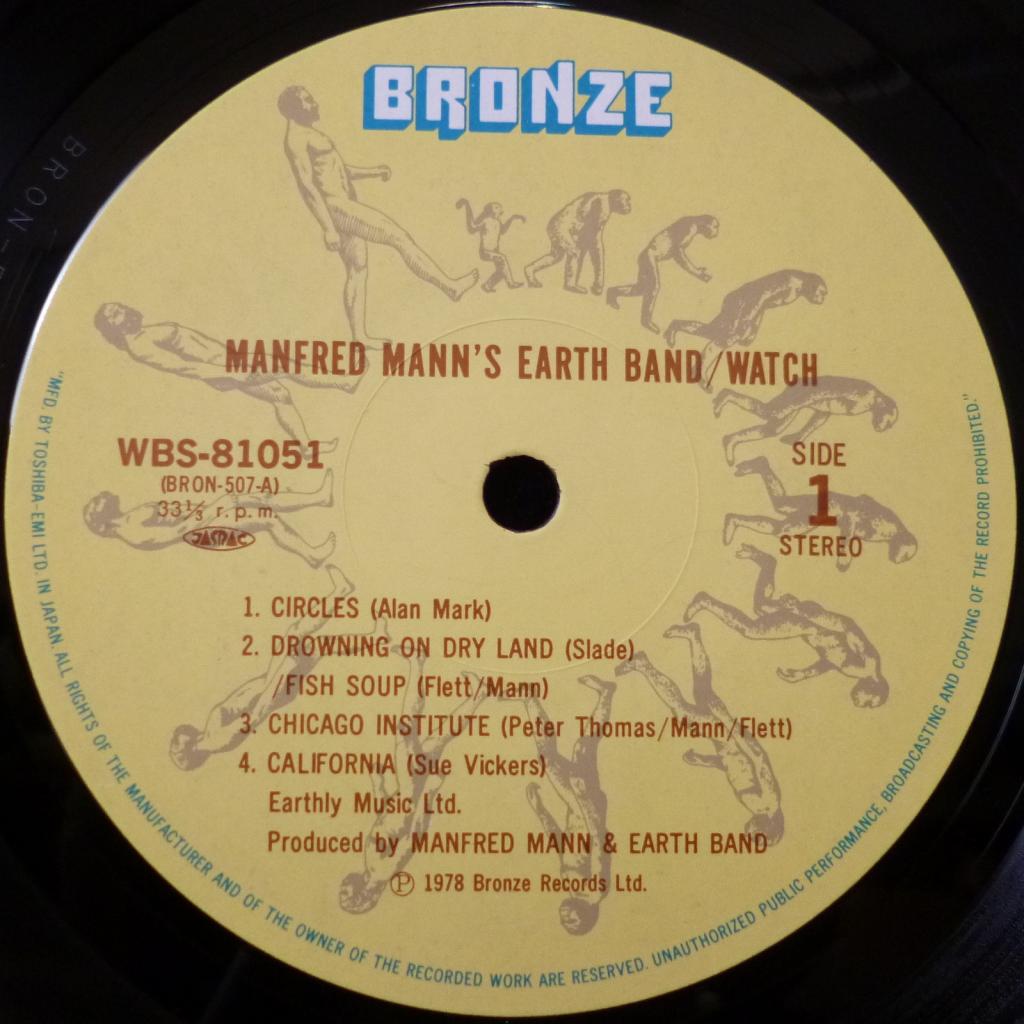 BRONZE
BRON-
MANFRED MANN'S EARTH BAND/WATCH
WBS-81051
(BRON-507-A)
33⅓ r.p.m.
JASRAC
SIDE
1
STEREO
1. CIRCLES (Alan Mark)
2. DROWNING ON DRY LAND (Slade)
/FISH SOUP (Flett/Mann)
3. CHICAGO INSTITUTE (Peter Thomas/Mann/Flett)
4. CALIFORNIA (Sue Vickers)
Earthly Music Ltd.
Produced by MANFRED MANN & EARTH BAND
Ⓟ 1978 Bronze Records Ltd.
"MFD. BY TOSHIBA-EMI LTD. IN JAPAN. ALL RIGHTS OF THE MANUFACTURER AND OF THE OWNER OF THE RECORDED WORK ARE RESERVED. UNAUTHORIZED PUBLIC PERFORMANCE, BROADCASTING AND COPYING OF THE RECORD PROHIBITED."